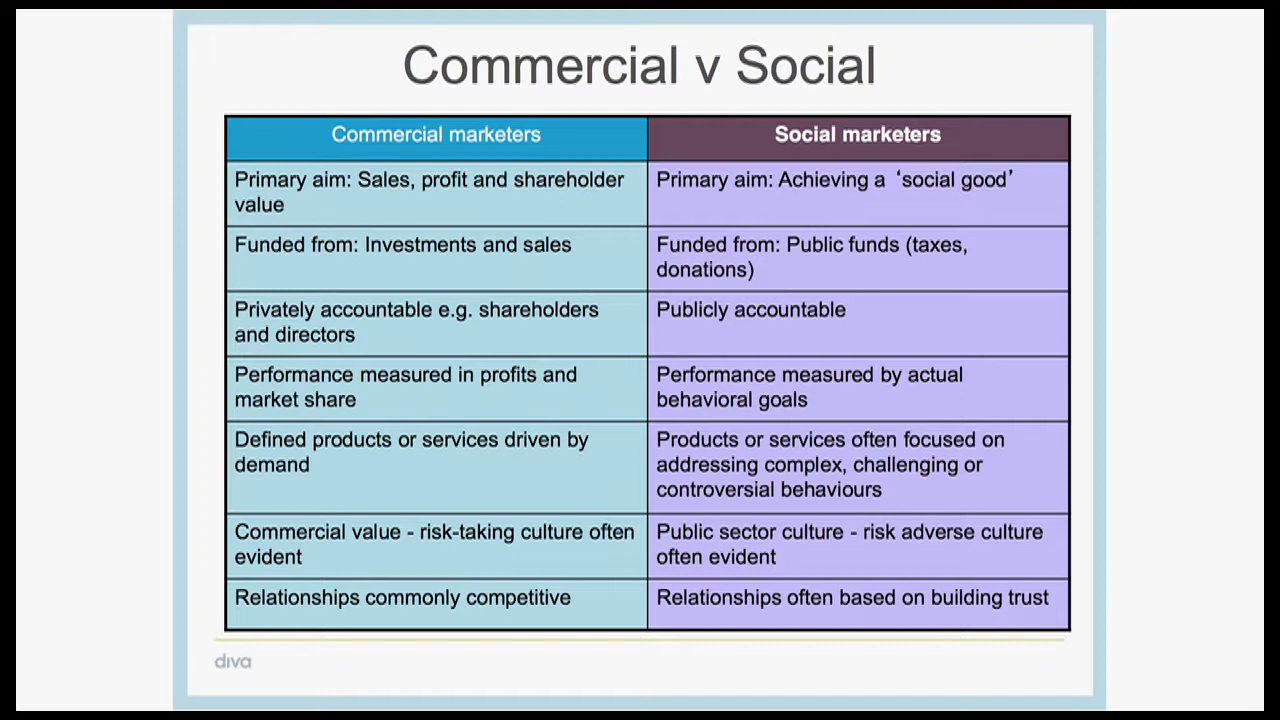 Commercial v Social
Commercial marketers
Social marketers
Primary aim: Sales, profit and shareholder
value
Primary aim: Achieving a ‘social good’
Funded from: Investments and sales
Funded from: Public funds (taxes,
donations)
Privately accountable e.g. shareholders
and directors
Publicly accountable
Performance measured in profits and
market share
Performance measured by actual
behavioral goals
Defined products or services driven by
demand
Products or services often focused on
addressing complex, challenging or
controversial behaviours
Commercial value - risk-taking culture often
evident
Public sector culture - risk adverse culture
often evident
Relationships commonly competitive
Relationships often based on building trust
diva